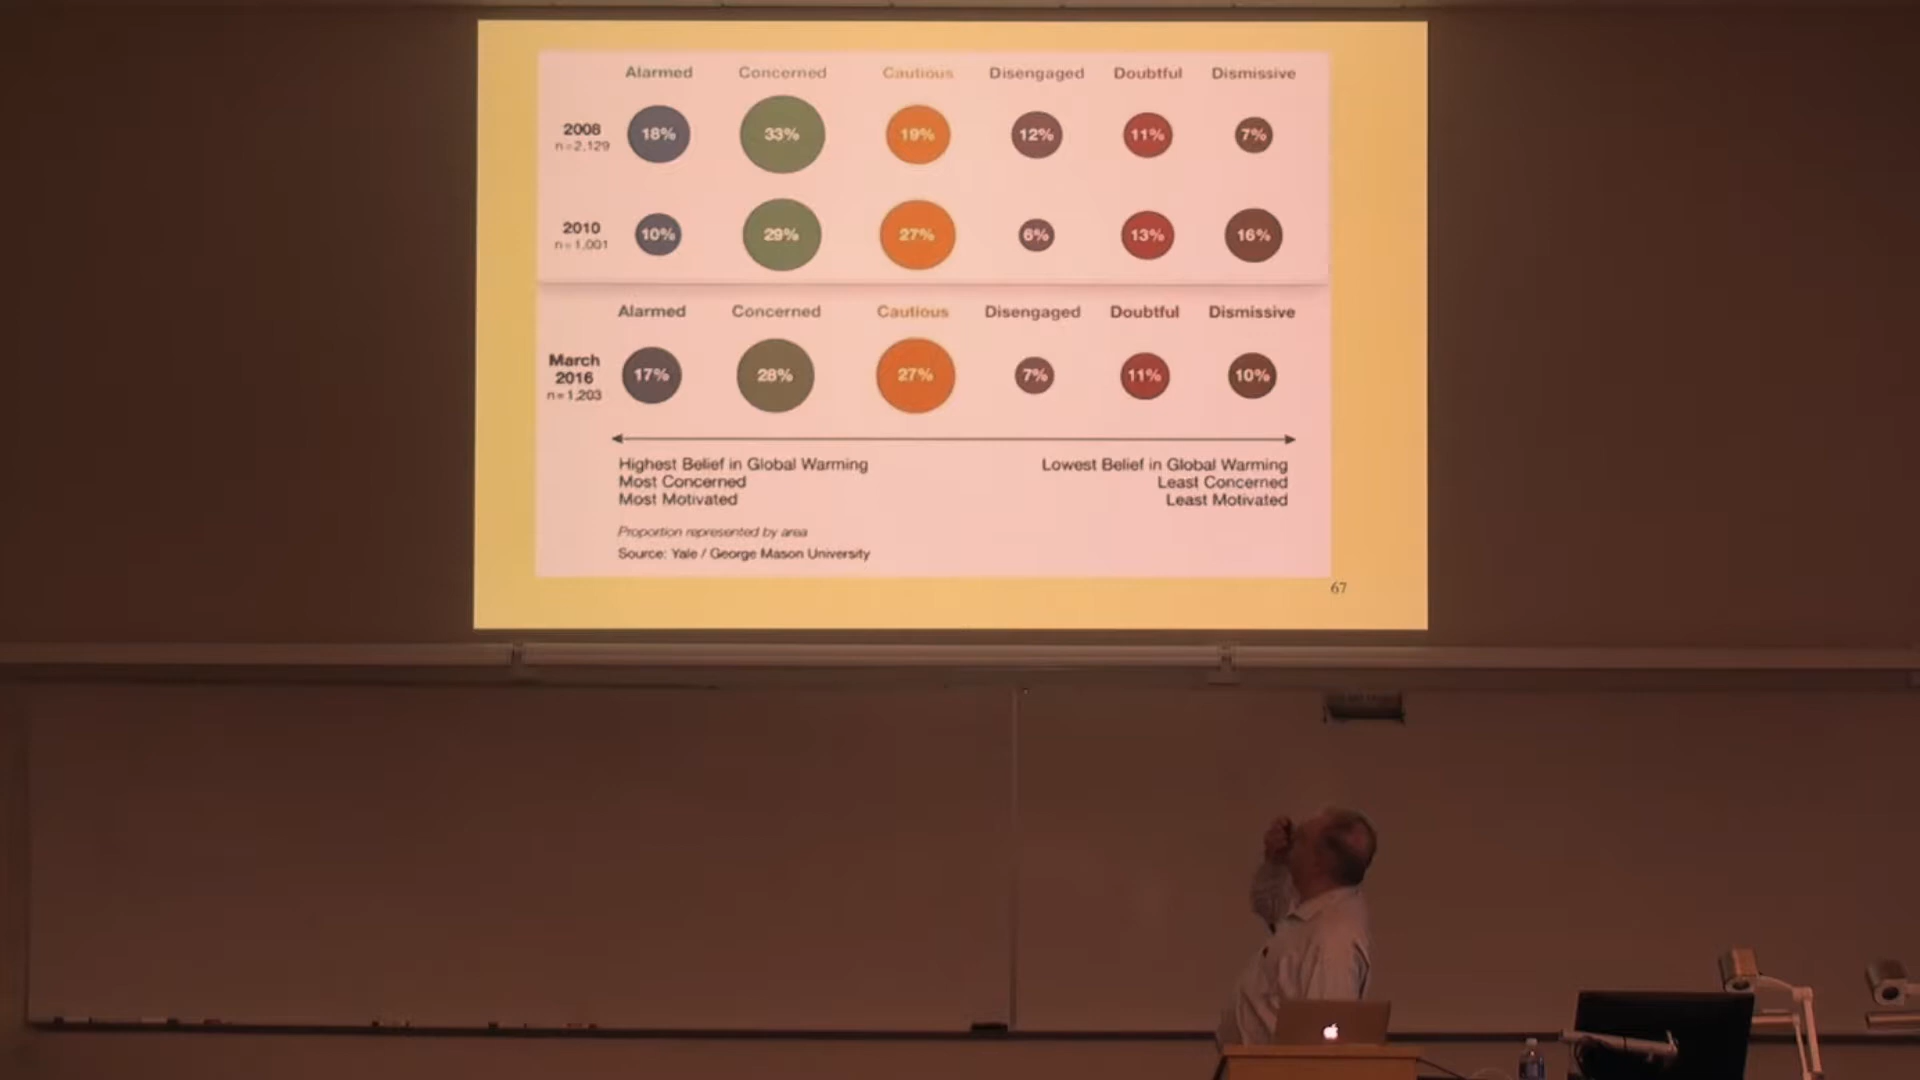 Alarmed Concerned Cautious Disengaged Doubtful Dismissive
2008 18% 33% 19% 12% 11% 7%
n=2,129
2010 10% 29% 27% 6% 13% 16%
n=1,001
Alarmed Concerned Cautious Disengaged Doubtful Dismissive
March
2016 17% 28% 27% 7% 11% 10%
n=1,203
Highest Belief in Global Warming Lowest Belief in Global Warming
Most Concerned Least Concerned
Most Motivated Least Motivated
Proportion represented by area
Source: Yale / George Mason University
67